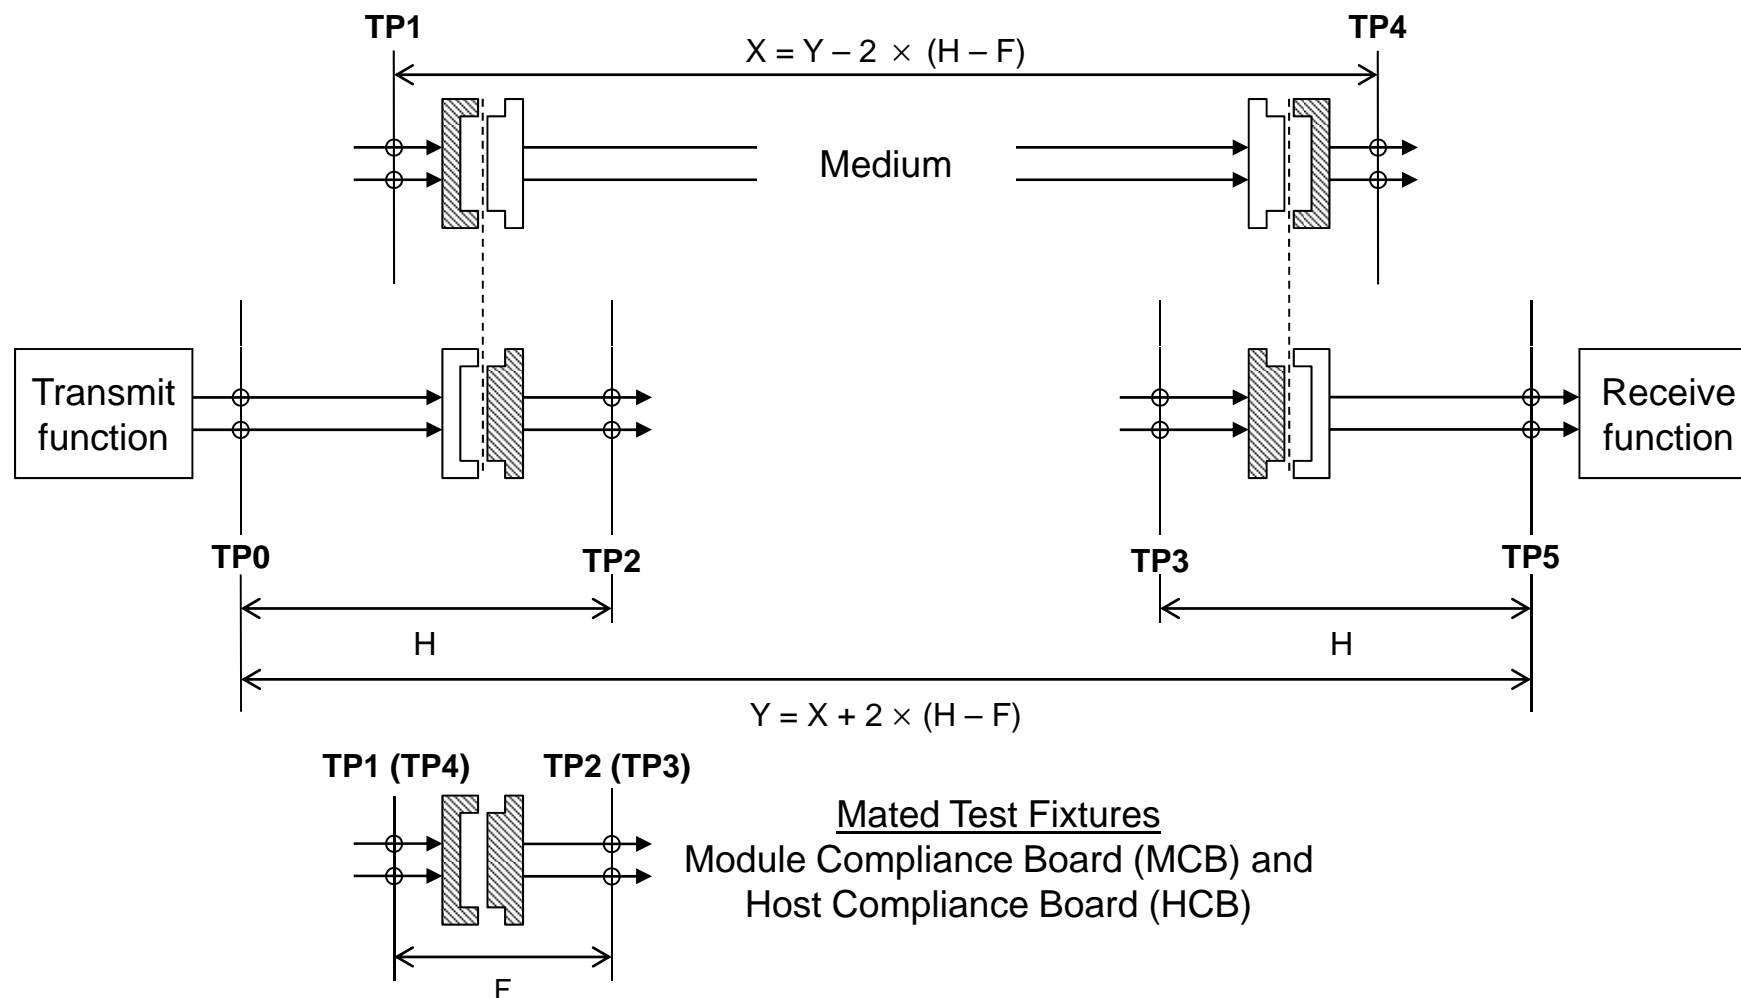 TP1
TP4
X = Y – 2 × (H – F)
Medium
Transmit
function
Receive
function
TP0
TP2
TP3
TP5
H
H
Y = X + 2 × (H – F)
TP1 (TP4)
TP2 (TP3)
Mated Test Fixtures
Module Compliance Board (MCB) and
Host Compliance Board (HCB)
F